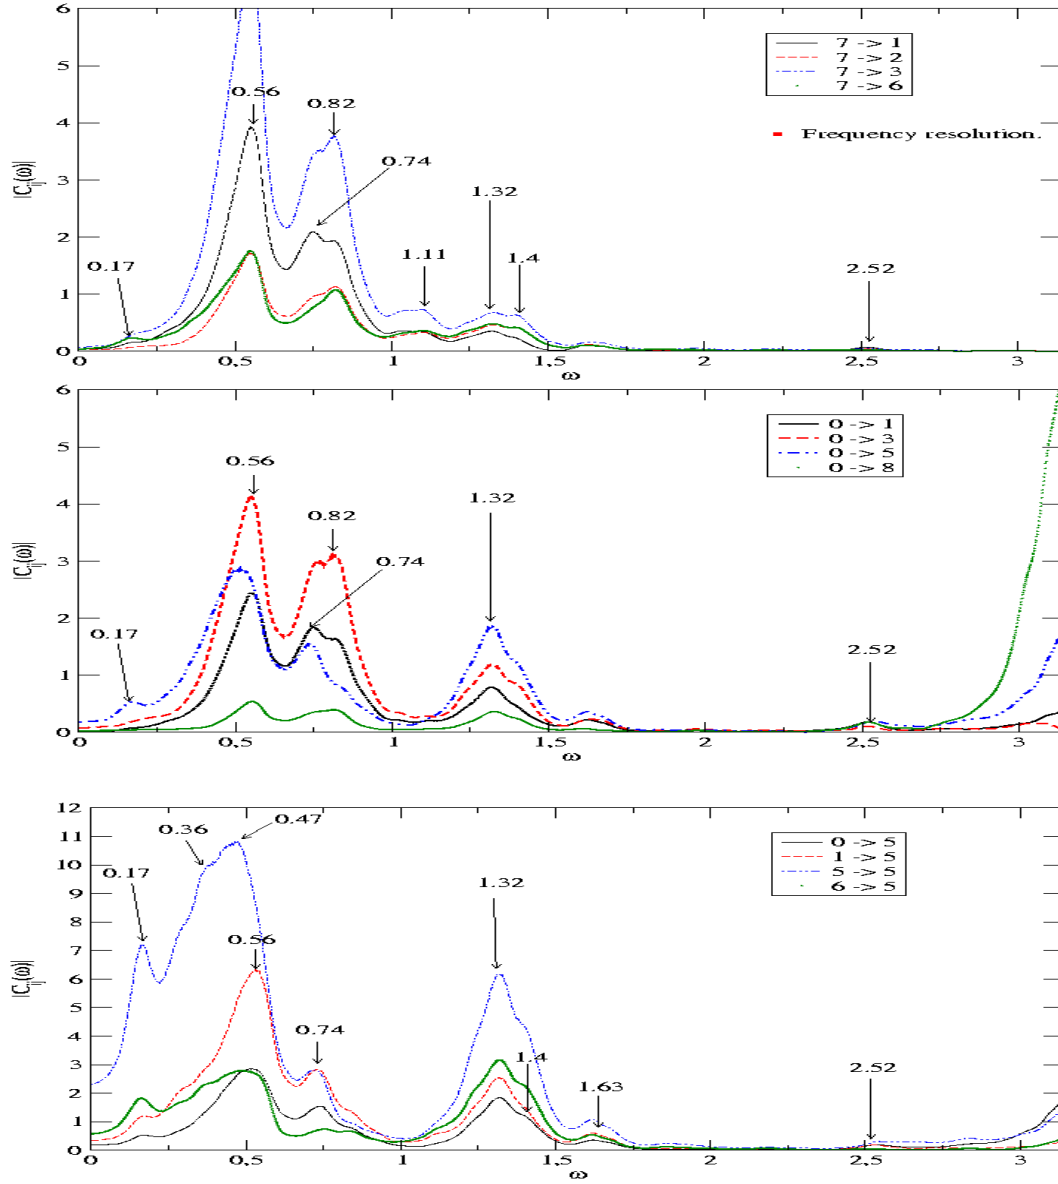 6
5
4
3
2
1
0
|C_ij(ω)|
0.56
0.82
0.74
0.17
1.11
1.32
1.4
2.52
7 -> 1
7 -> 2
7 -> 3
7 -> 6
Frequency resolution.
0 0,5 1 1,5 2 2,5 3
ω
6
5
4
3
2
1
0
|C_ij(ω)|
0.56
0.82
0.74
0.17
1.32
2.52
0 -> 1
0 -> 3
0 -> 5
0 -> 8
0 0,5 1 1,5 2 2,5 3
ω
12
11
10
9
8
7
6
5
4
3
2
1
0
|C_ij(ω)|
0.36
0.47
0.17
0.56
0.74
1.32
1.4
1.63
2.52
0 -> 5
1 -> 5
5 -> 5
6 -> 5
0 0,5 1 1,5 2 2,5 3
ω